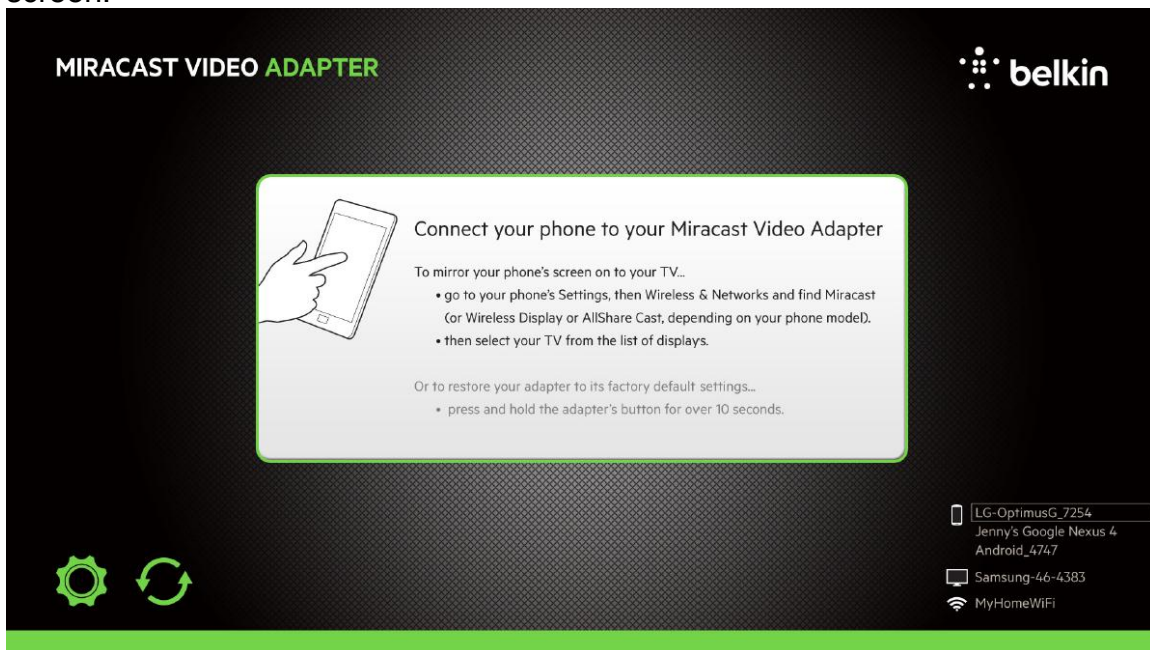 screen.
MIRACAST VIDEO ADAPTER
belkin
Connect your phone to your Miracast Video Adapter
To mirror your phone's screen on to your TV...
• go to your phone's Settings, then Wireless & Networks and find Miracast
(or Wireless Display or AllShare Cast, depending on your phone model).
• then select your TV from the list of displays.
Or to restore your adapter to its factory default settings...
• press and hold the adapter's button for over 10 seconds.
LG-OptimusG_7254
Jenny's Google Nexus 4
Android_4747
Samsung-46-4383
MyHomeWiFi